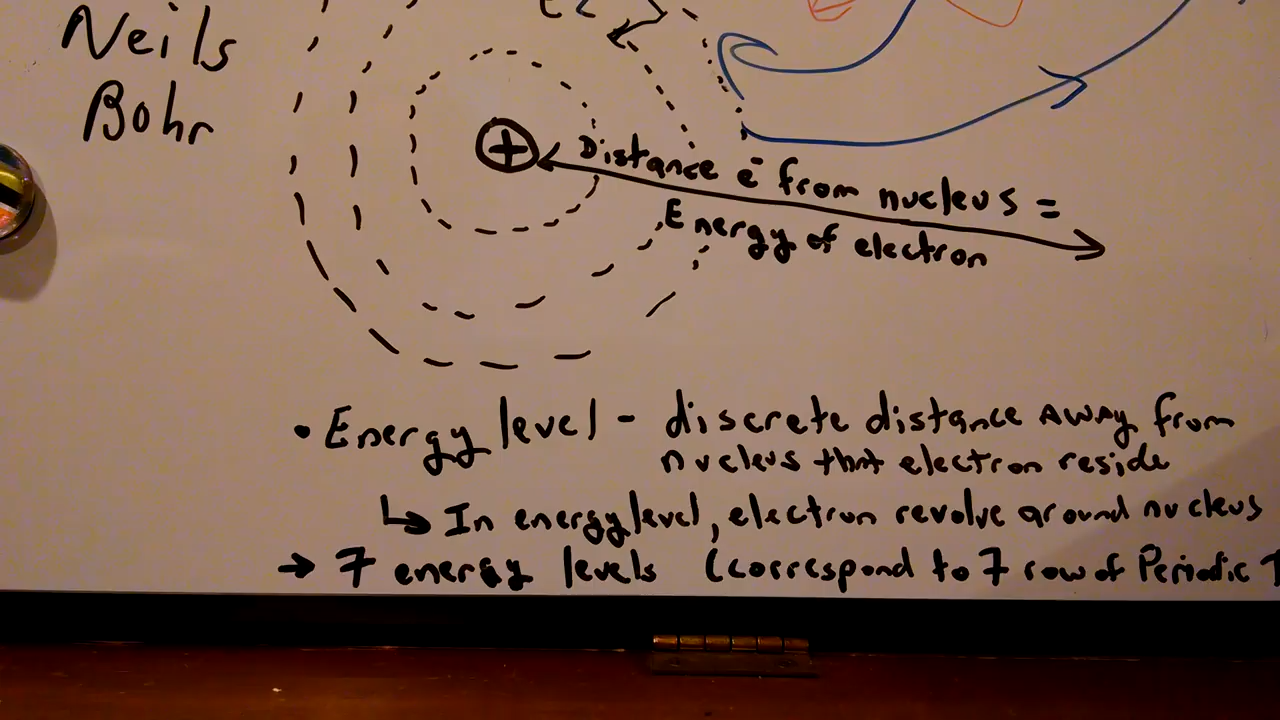 Neils
Bohr
+
Distance e⁻ from nucleus =
Energy of electron
• Energy level - discrete distance AWAY from
nucleus that electron reside
↳ In energy level, electron revolve around nucleus
→ 7 energy levels (correspond to 7 row of Periodic